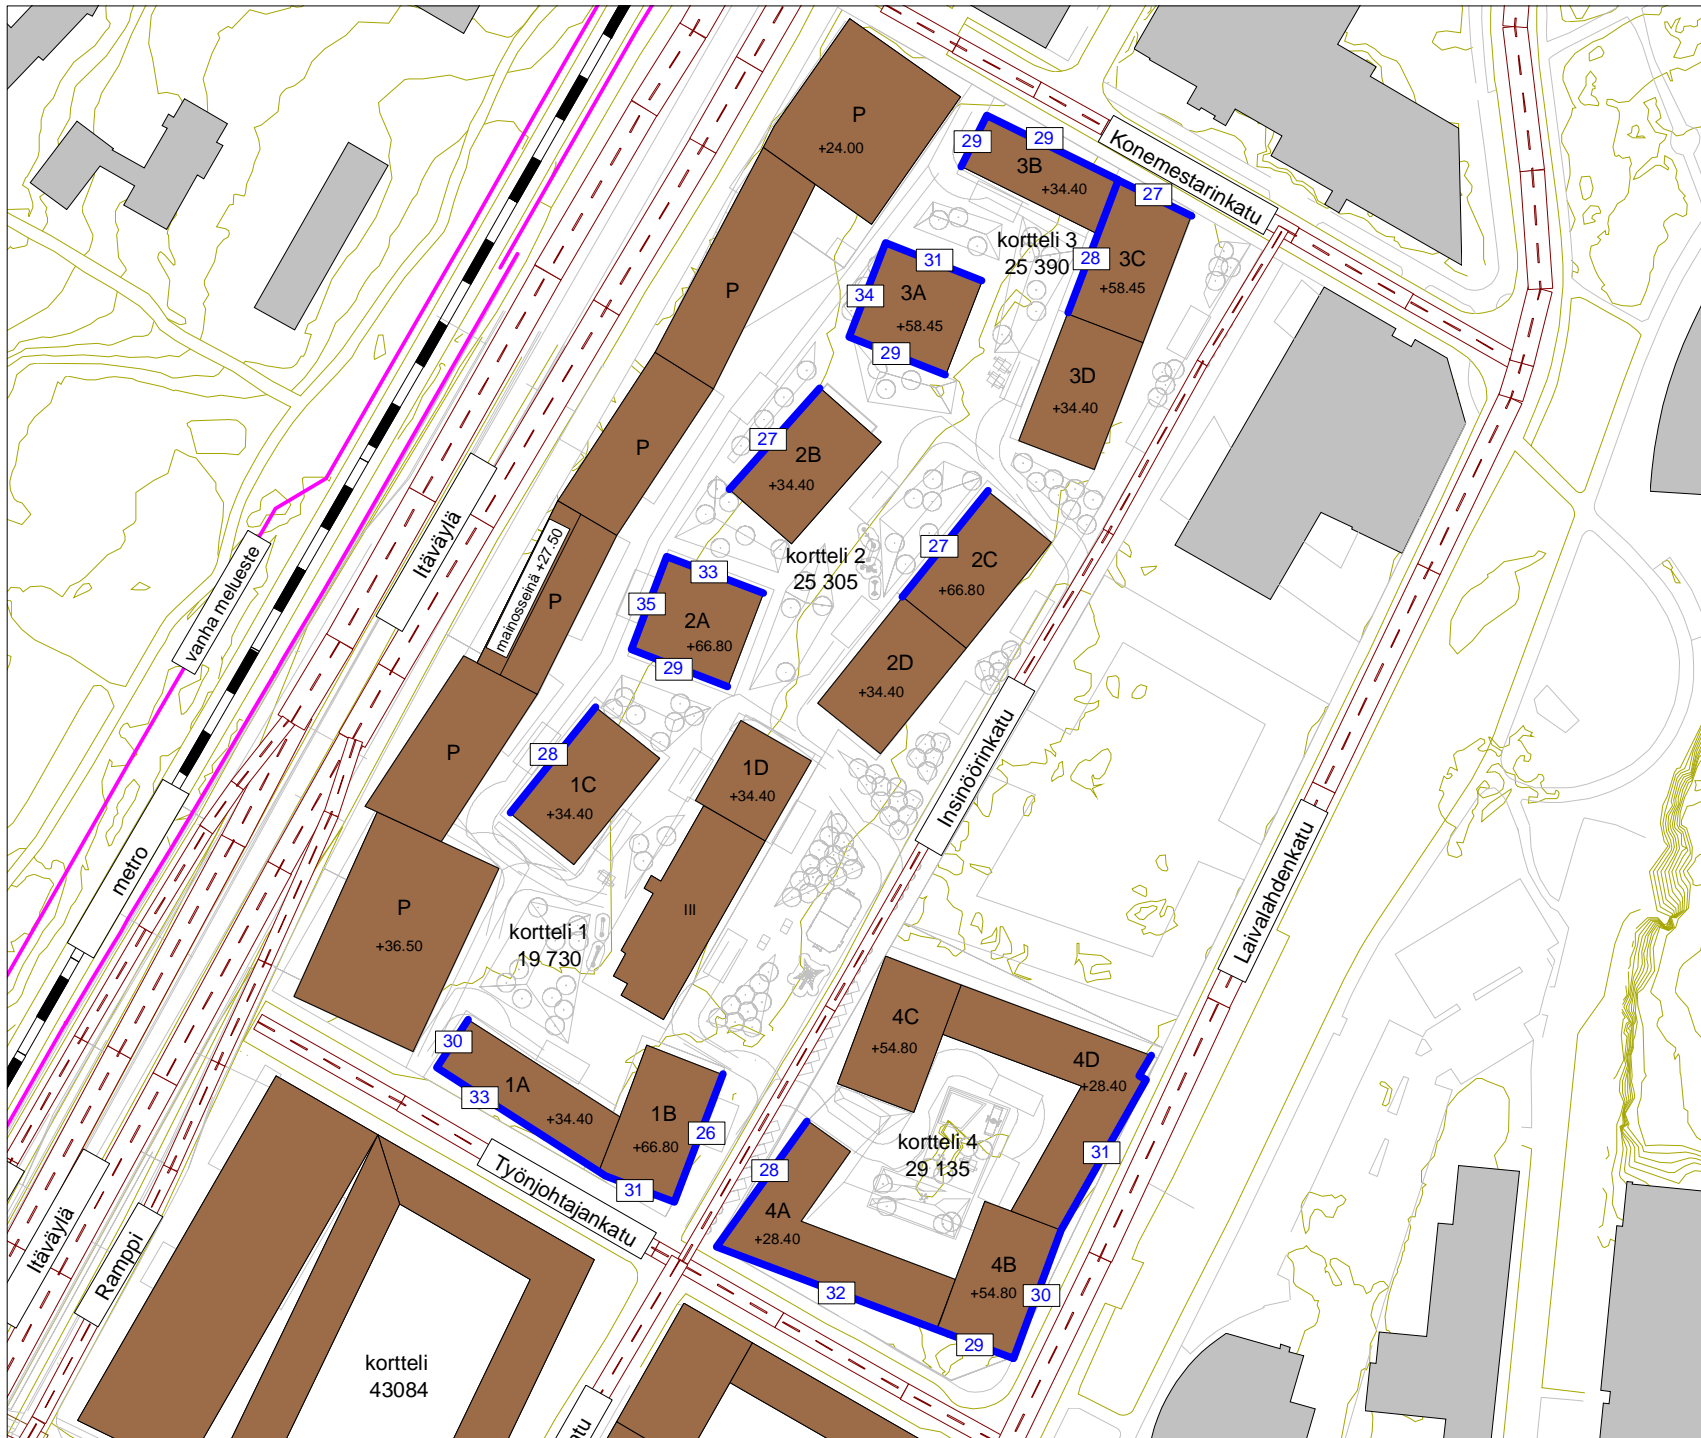 P
+24.00
29
29
3B
+34.40
27
Konemestarinkatu
kortteli 3
25 390
28
3C
+58.45
31
34
3A
+58.45
29
P
3D
+34.40
27
2B
+34.40
P
Itäväylä
vanha melueste
mainosseinä +27.50
P
kortteli 2
25 305
27
2C
+66.80
33
35
2A
+66.80
29
2D
+34.40
Insinöörinkatu
P
28
1C
+34.40
1D
+34.40
metro
Laivalahdenkatu
P
+36.50
III
kortteli 1
19 730
30
33
1A
+34.40
1B
+66.80
26
31
Työnjohtajankatu
4C
+54.80
4D
+28.40
kortteli 4
29 135
31
28
4A
+28.40
4B
+54.80
30
32
29
Itäväylä
Ramppi
kortteli
43084
atu